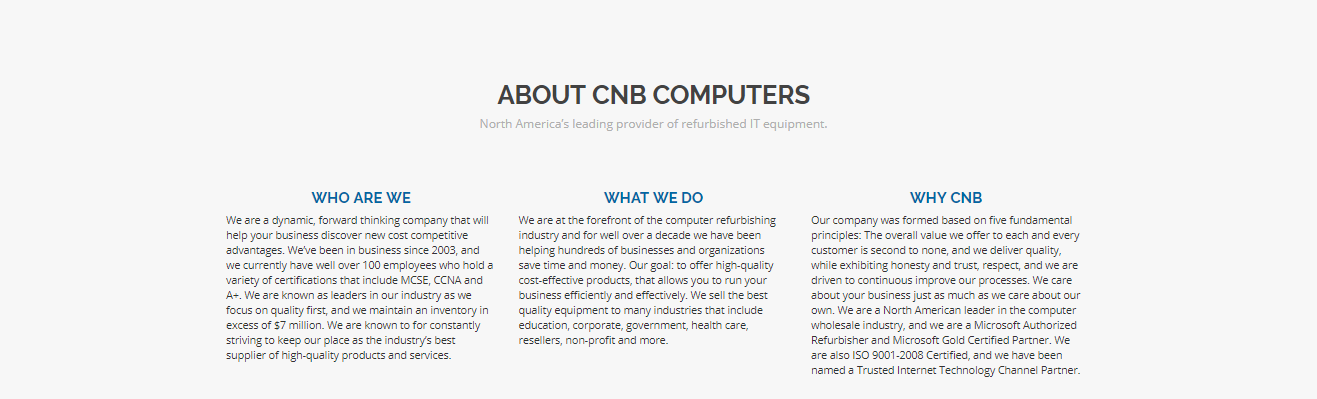 ABOUT CNB COMPUTERS
North America's leading provider of refurbished IT equipment.
WHO ARE WE
We are a dynamic, forward thinking company that will
help your business discover new cost competitive
advantages. We've been in business since 2003, and
we currently have well over 100 employees who hold a
variety of certifications that include MCSE, CCNA and
A+. We are known as leaders in our industry as we
focus on quality first, and we maintain an inventory in
excess of $7 million. We are known to for constantly
striving to keep our place as the industry's best
supplier of high-quality products and services.
WHAT WE DO
We are at the forefront of the computer refurbishing
industry and for well over a decade we have been
helping hundreds of businesses and organizations
save time and money. Our goal: to offer high-quality
cost-effective products, that allows you to run your
business efficiently and effectively. We sell the best
quality equipment to many industries that include
education, corporate, government, health care,
resellers, non-profit and more.
WHY CNB
Our company was formed based on five fundamental
principles: The overall value we offer to each and every
customer is second to none, and we deliver quality,
while exhibiting honesty and trust, respect, and we are
driven to continuous improve our processes. We care
about your business just as much as we care about our
own. We are a North American leader in the computer
wholesale industry, and we are a Microsoft Authorized
Refurbisher and Microsoft Gold Certified Partner. We
are also ISO 9001-2008 Certified, and we have been
named a Trusted Internet Technology Channel Partner.